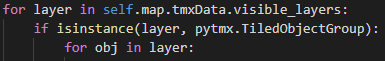 for layer in self.map.tmxData.visible_layers:
    if isinstance(layer, pytmx.TiledObjectGroup):
        for obj in layer: